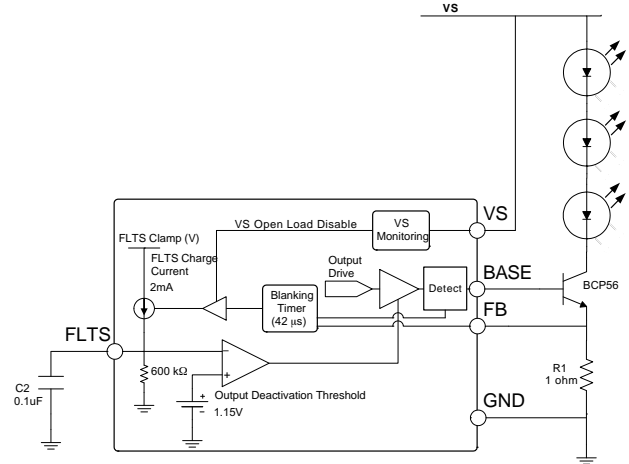 VS
VS
VS Open Load Disable
VS
Monitoring
FLTS Clamp (V)
FLTS Charge
Current
2mA
Output
Drive
BASE
Detect
BCP56
Blanking
Timer
(42 μs)
FB
FLTS
600 kΩ
−
+
R1
1 ohm
C2
0.1uF
Output Deactivation Threshold
+
−
1.15V
GND